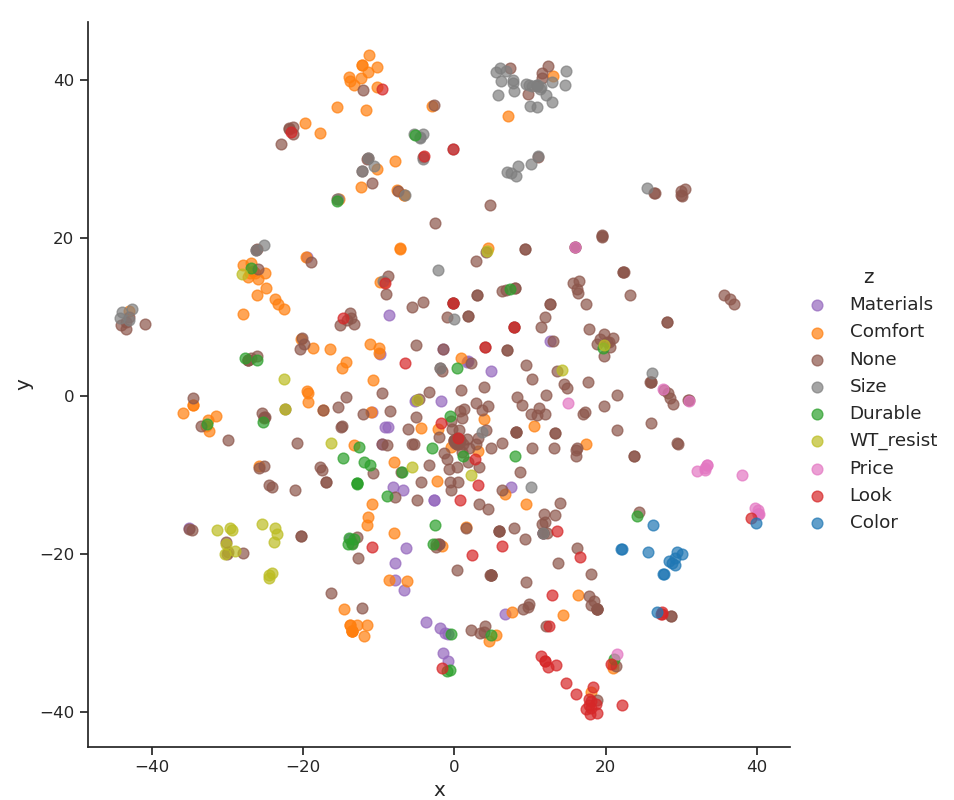 40
20
0
−20
−40
y
−40
−20
0
20
40
x
z
Materials
Comfort
None
Size
Durable
WT_resist
Price
Look
Color